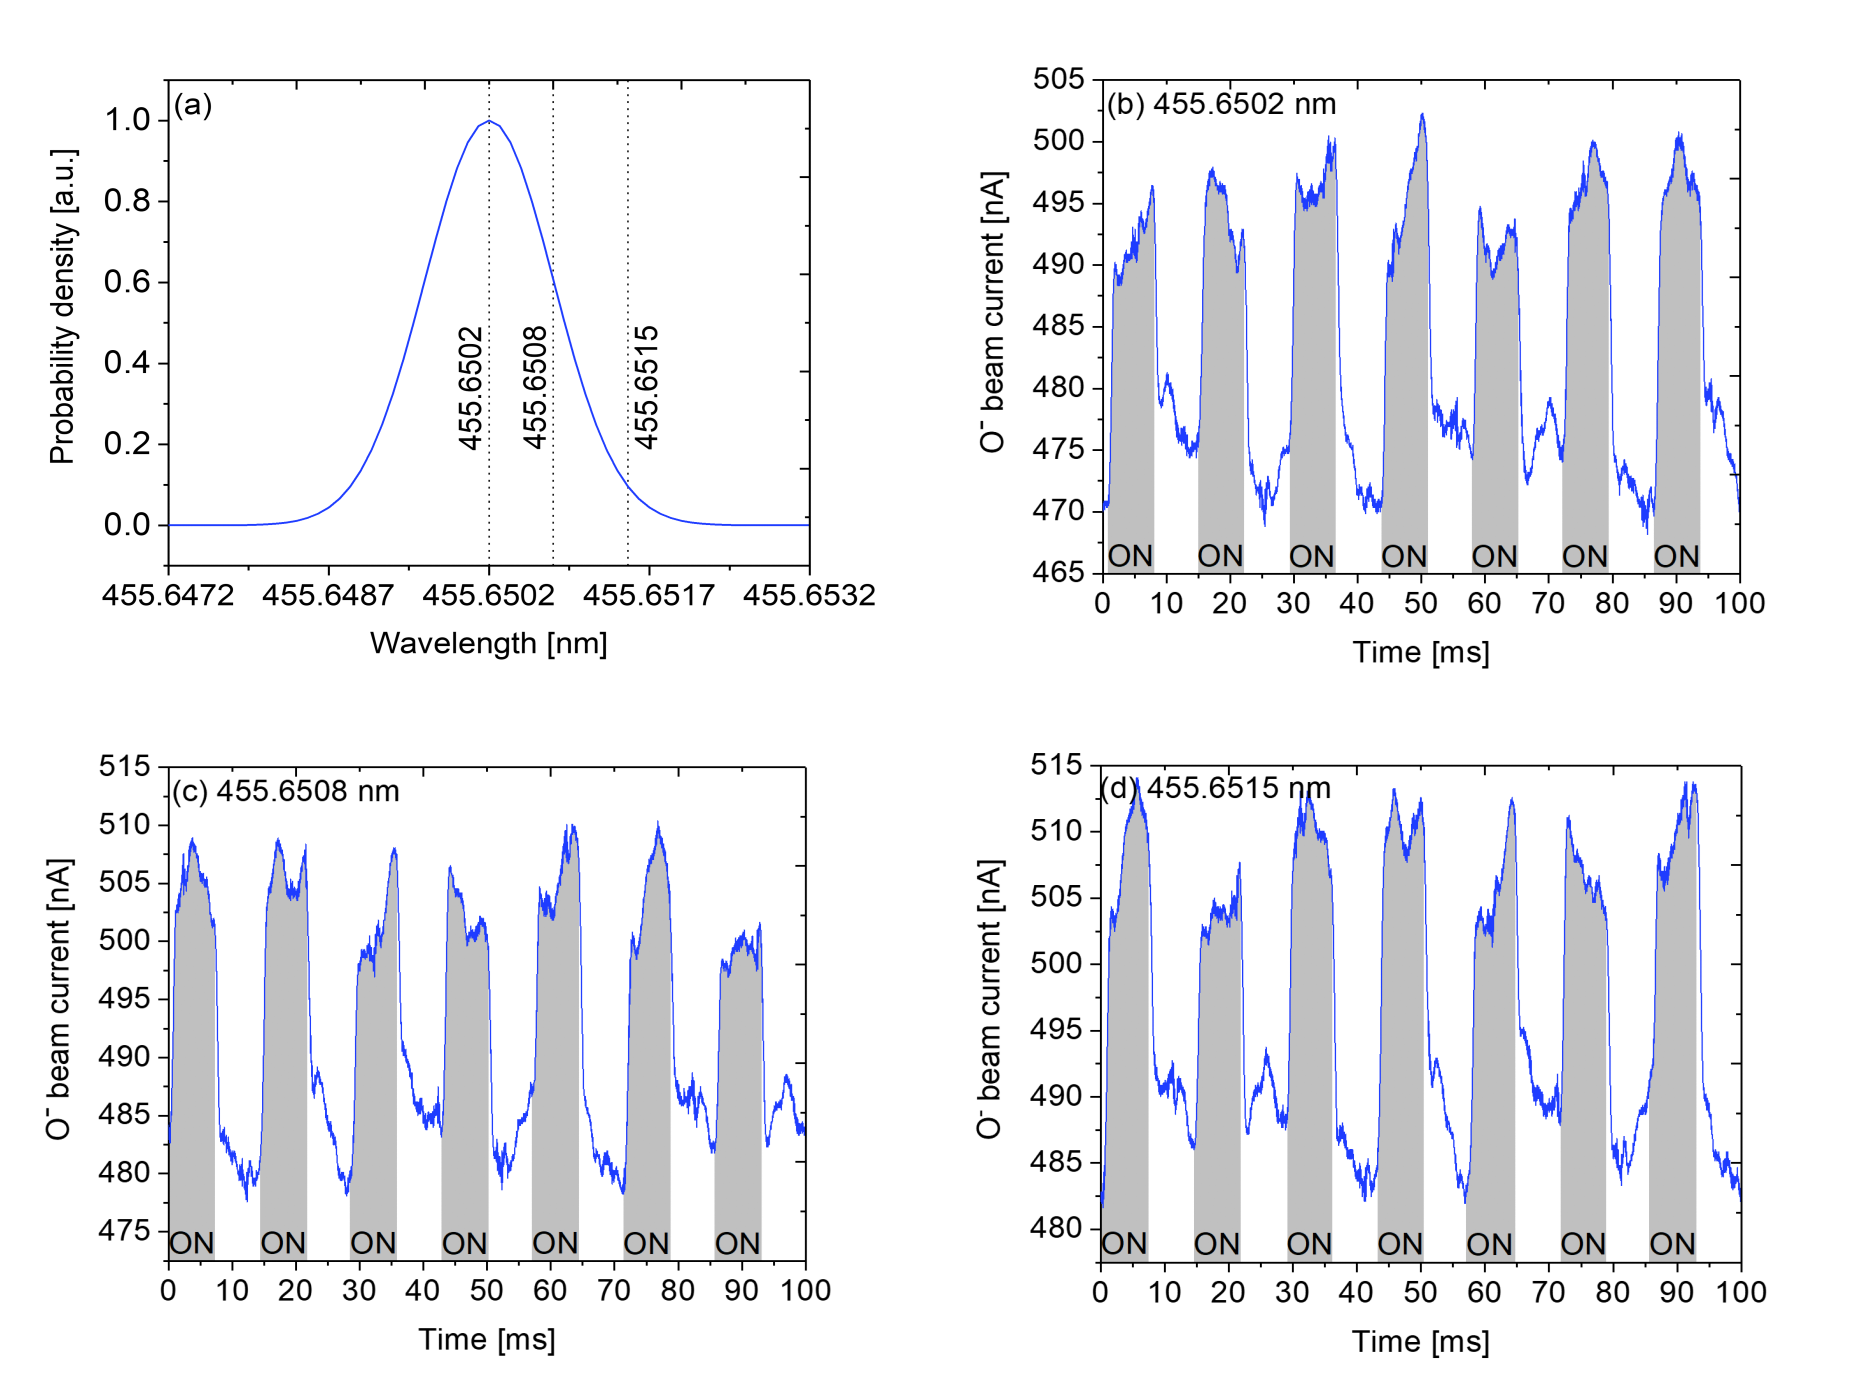 (a)
Probability density [a.u.]
1.0
0.8
0.6
0.4
0.2
0.0
455.6502
455.6508
455.6515
455.6472 455.6487 455.6502 455.6517 455.6532
Wavelength [nm]
(b) 455.6502 nm
O⁻ beam current [nA]
505
500
495
490
485
480
475
470
465
ON ON ON ON ON ON ON
0 10 20 30 40 50 60 70 80 90 100
Time [ms]
(c) 455.6508 nm
O⁻ beam current [nA]
515
510
505
500
495
490
485
480
475
ON ON ON ON ON ON ON
0 10 20 30 40 50 60 70 80 90 100
Time [ms]
(d) 455.6515 nm
O⁻ beam current [nA]
515
510
505
500
495
490
485
480
ON ON ON ON ON ON ON
0 10 20 30 40 50 60 70 80 90 100
Time [ms]